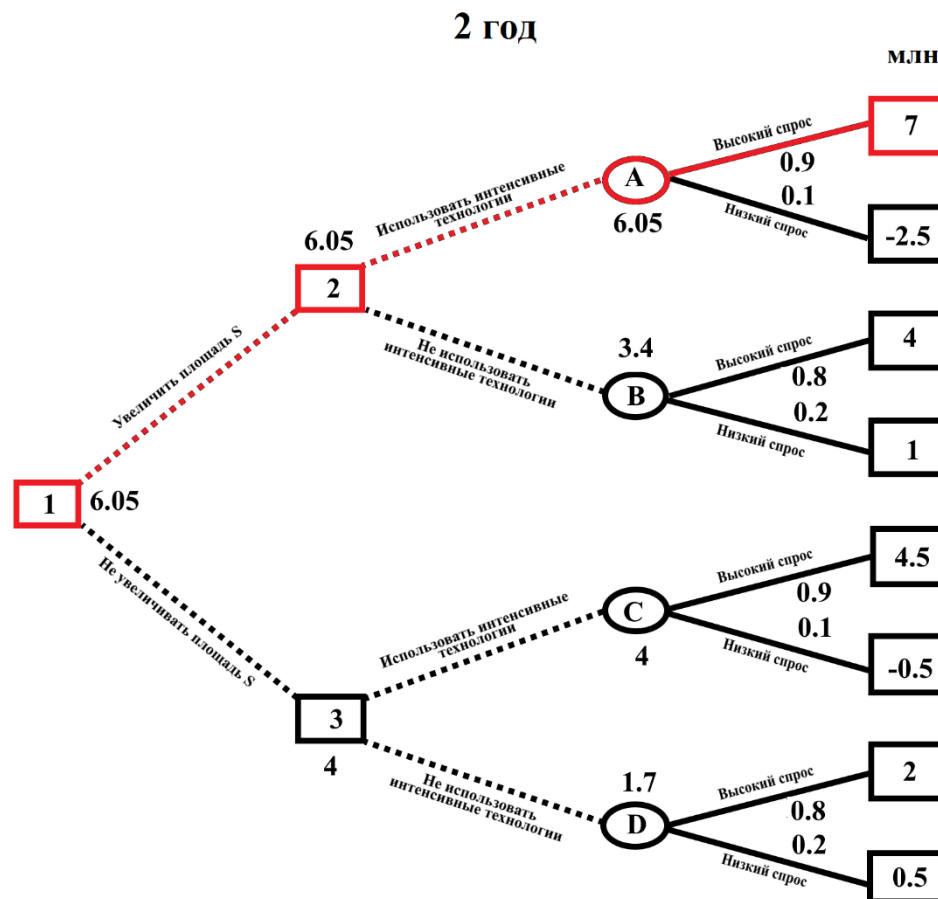 2 год
млн
Высокий спрос
7
0.9
A
0.1
Использовать интенсивные
технологии
6.05
Низкий спрос
-2.5
6.05
2
Увеличить площадь S
Не использовать
интенсивные технологии
3.4
Высокий спрос
4
0.8
B
0.2
Низкий спрос
1
1
6.05
Не увеличивать площадь S
Использовать интенсивные
технологии
Высокий спрос
4.5
0.9
C
0.1
4
Низкий спрос
-0.5
3
4
Не использовать
интенсивные технологии
1.7
Высокий спрос
2
0.8
D
0.2
Низкий спрос
0.5